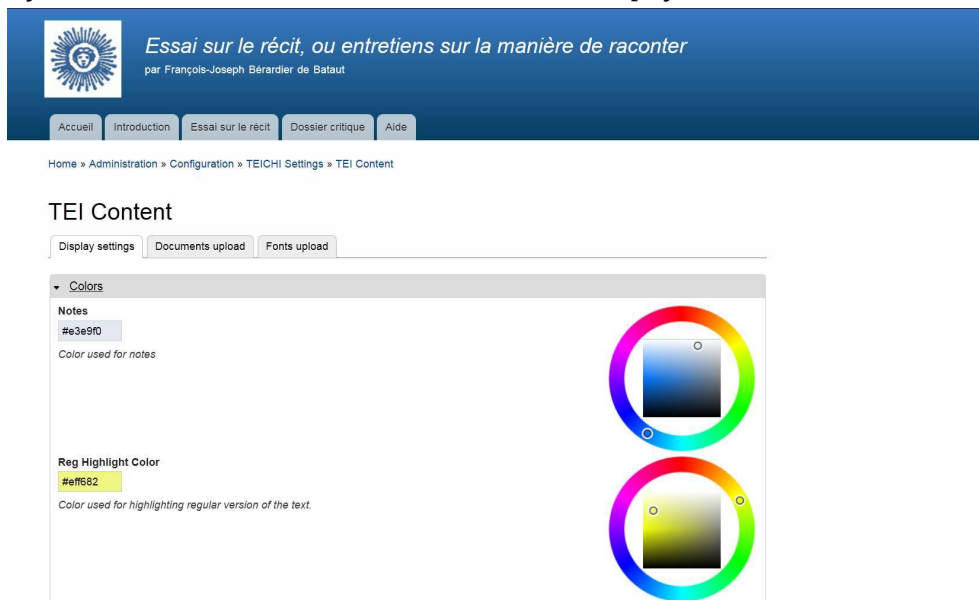 Essai sur le récit, ou entretiens sur la manière de raconter
par François-Joseph Bérardier de Bataut
Accueil Introduction Essai sur le récit Dossier critique Aide
Home » Administration » Configuration » TEICHI Settings » TEI Content
TEI Content
Display settings Documents upload Fonts upload
Colors
Notes
#e3e9f0
Color used for notes
Reg Highlight Color
#eff682
Color used for highlighting regular version of the text.